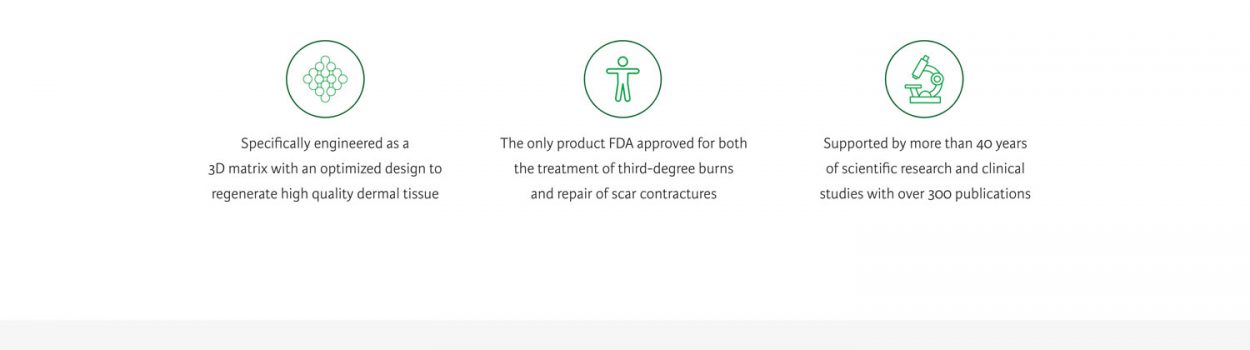 Specifically engineered as a
3D matrix with an optimized design to
regenerate high quality dermal tissue
The only product FDA approved for both
the treatment of third-degree burns
and repair of scar contractures
Supported by more than 40 years
of scientific research and clinical
studies with over 300 publications